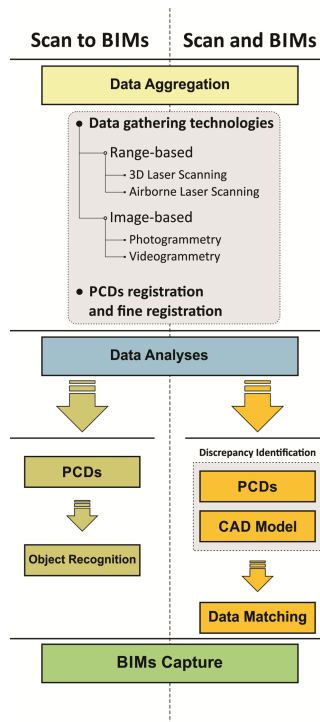 Scan to BIMs
Scan and BIMs
Data Aggregation
Data gathering technologies
Range-based
3D Laser Scanning
Airborne Laser Scanning
Image-based
Photogrammetry
Videogrammetry
PCDs registration
and fine registration
Data Analyses
PCDs
Object Recognition
Discrepancy Identification
PCDs
CAD Model
Data Matching
BIMs Capture